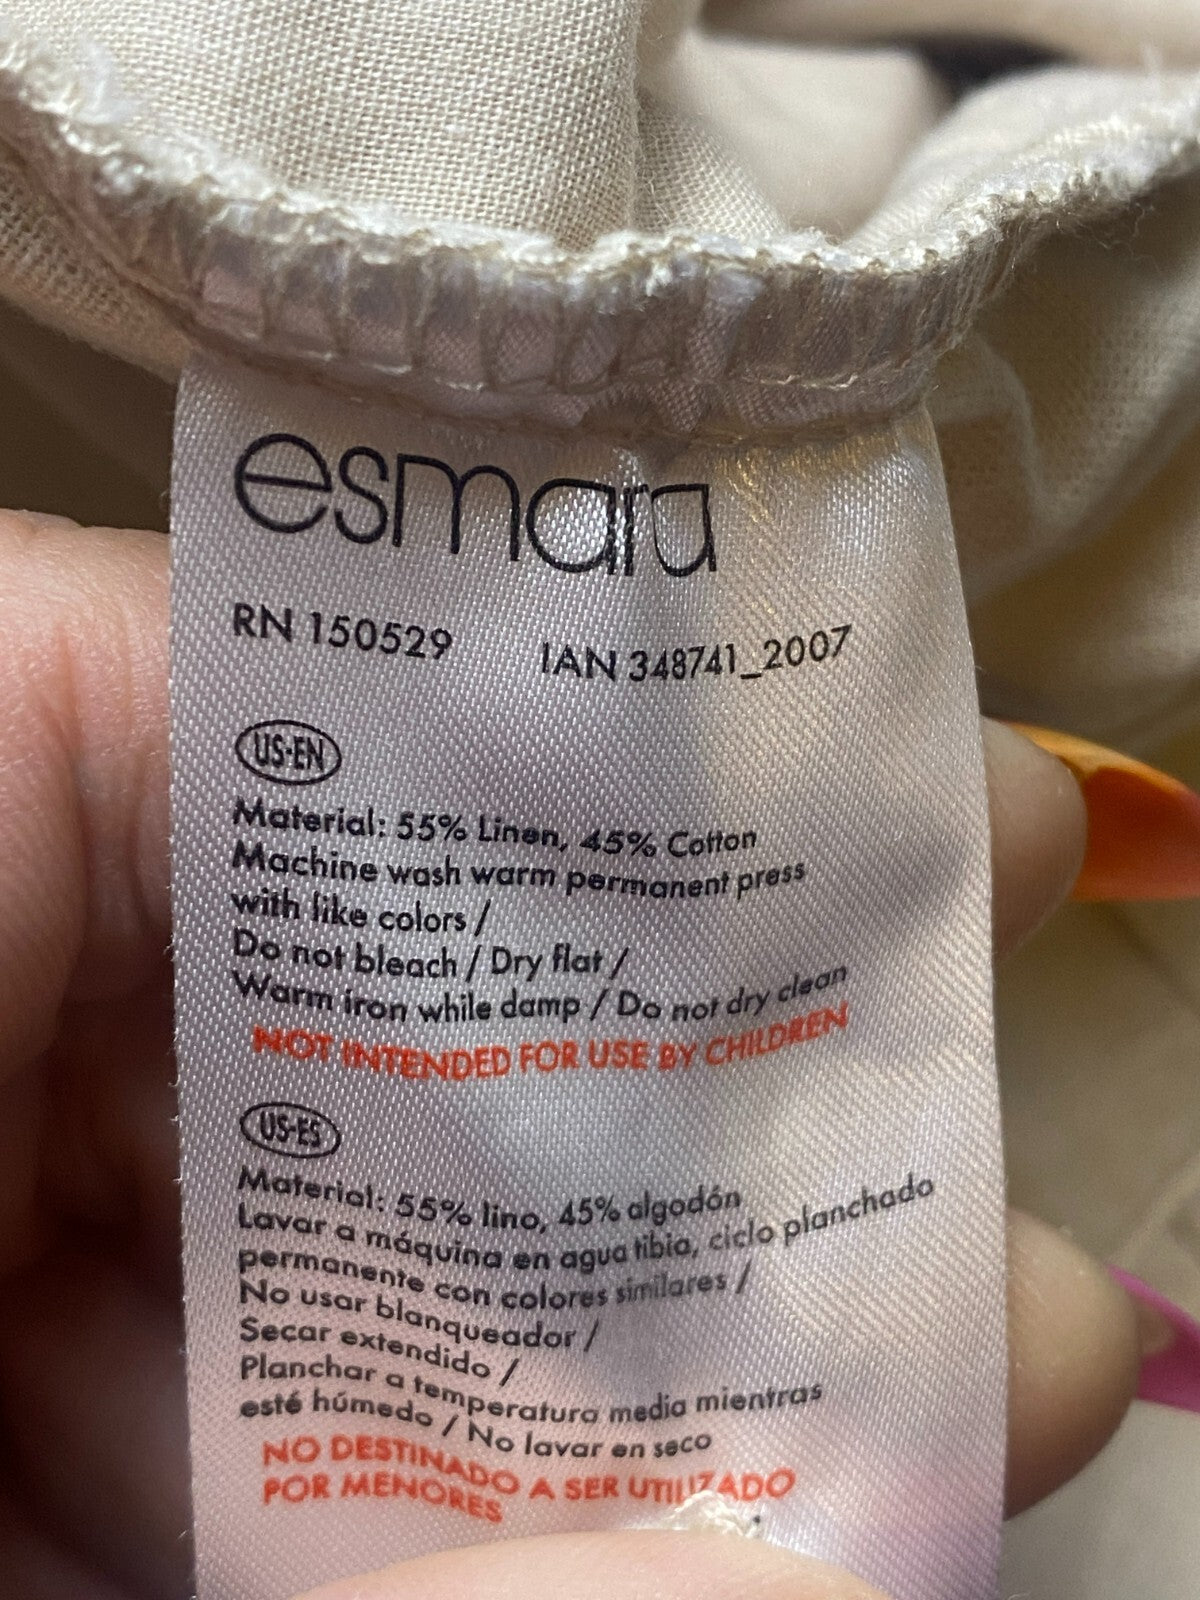 esmara
RN 150529 IAN 348741_2007
US-EN
Material: 55% Linen, 45% Cotton
Machine wash warm permanent press
with like colors /
Do not bleach / Dry flat /
Warm iron while damp / Do not dry clean
NOT INTENDED FOR USE BY CHILDREN
US-ES
Material: 55% lino, 45% algodón
Lavar a máquina en agua tibia, ciclo planchado
permanente con colores similares /
No usar blanqueador /
Secar extendido /
Planchar a temperatura media mientras
esté húmedo / No lavar en seco
NO DESTINADO A SER UTILIZADO
POR MENORES